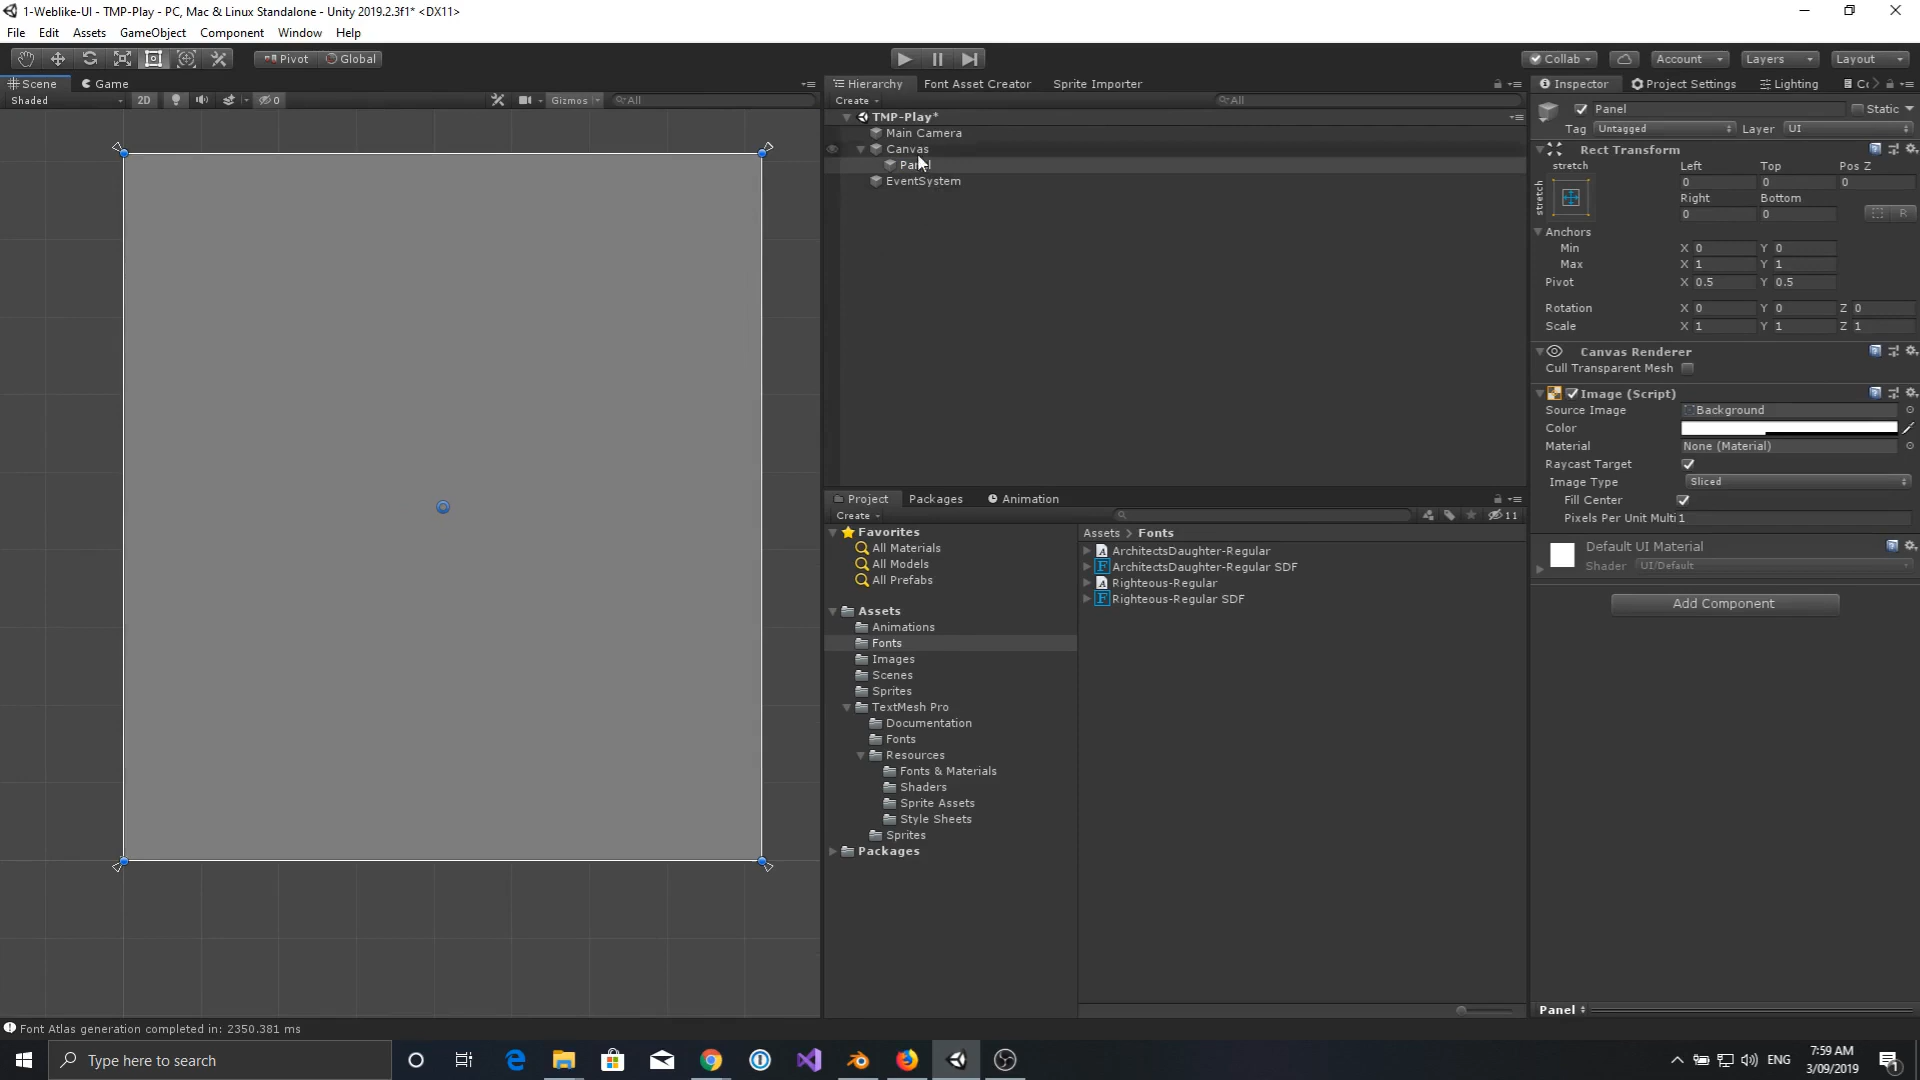 1-Weblike-UI - TMP-Play - PC, Mac & Linux Standalone - Unity 2019.2.3f1* <DX11>
File Edit Assets GameObject Component Window Help
Pivot Global Collab Account Layers Layout
Scene Game
Shaded 2D 0 Gizmos All
Hierarchy Font Asset Creator Sprite Importer
Create All
TMP-Play*
Main Camera
Canvas
Panel
EventSystem
Project Packages Animation
Create 11
Favorites
All Materials
All Models
All Prefabs
Assets
Animations
Fonts
Images
Scenes
Sprites
TextMesh Pro
Documentation
Fonts
Resources
Fonts & Materials
Shaders
Sprite Assets
Style Sheets
Sprites
Packages
Assets > Fonts
ArchitectsDaughter-Regular
ArchitectsDaughter-Regular SDF
Righteous-Regular
Righteous-Regular SDF
Inspector Project Settings Lighting
Panel Static
Tag Untagged Layer UI
Rect Transform
stretch Left Top Pos Z
stretch
0 0 0
Right Bottom
0 0 R
Anchors
Min X 0 Y 0
Max X 1 Y 1
Pivot X 0.5 Y 0.5
Rotation X 0 Y 0 Z 0
Scale X 1 Y 1 Z 1
Canvas Renderer
Cull Transparent Mesh
Image (Script)
Source Image Background
Color
Material None (Material)
Raycast Target
Image Type Sliced
Fill Center
Pixels Per Unit Multi 1
Default UI Material
Shader UI/Default
Add Component
Panel
Font Atlas generation completed in: 2350.381 ms
Type here to search
ENG
7:59 AM
3/09/2019
1